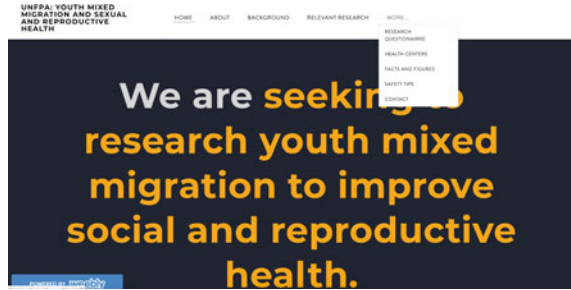 UNFPA: YOUTH MIXED
MIGRATION AND SEXUAL
AND REPRODUCTIVE
HEALTH
HOME ABOUT BACKGROUND RELEVANT RESEARCH MORE...
RESEARCH
QUESTIONAIRRE
HEALTH CENTERS
FACTS AND FIGURES
SAFETY TIPS
CONTACT
We are seeking to
research youth mixed
migration to improve
social and reproductive
health.
POWERED BY weebly